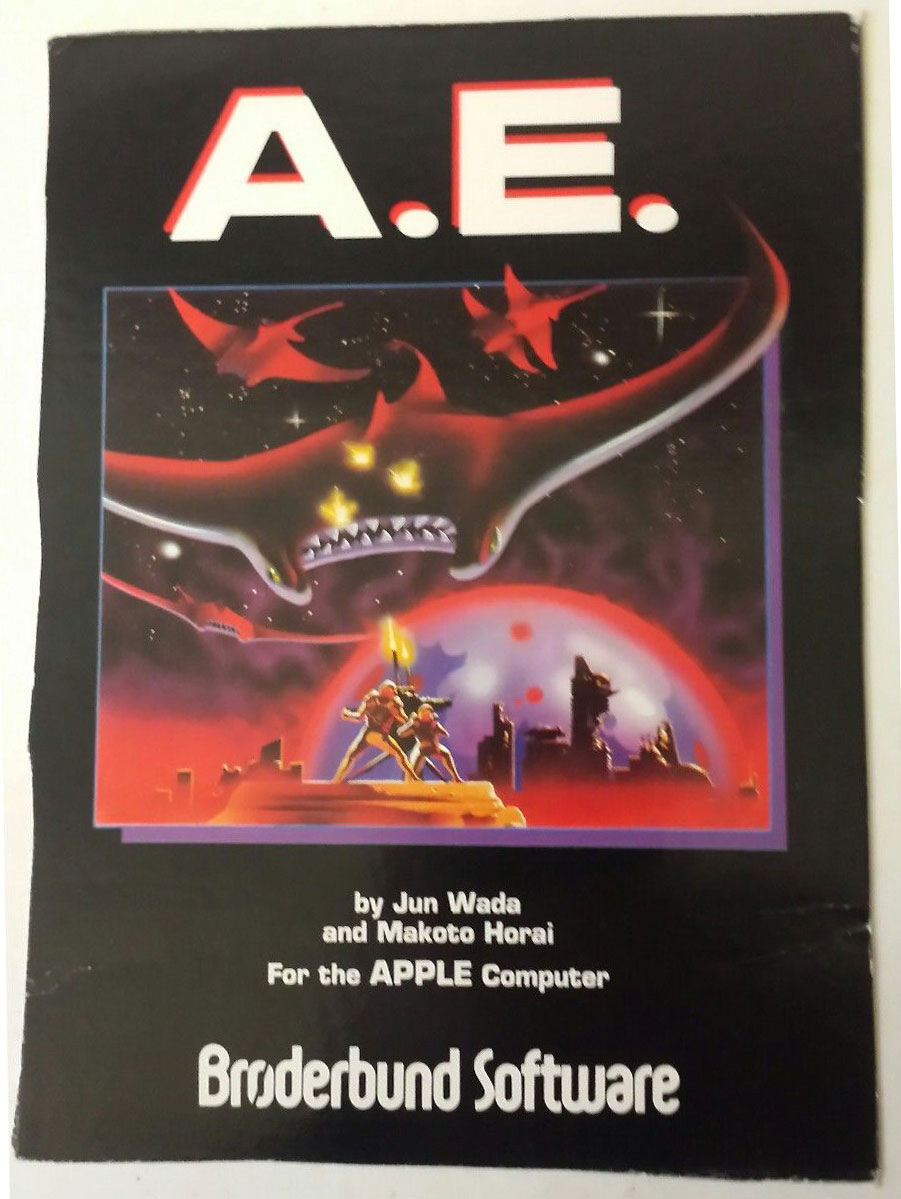 A.E.
by Jun Wada
and Makoto Horai
For the APPLE Computer
Brøderbund Software